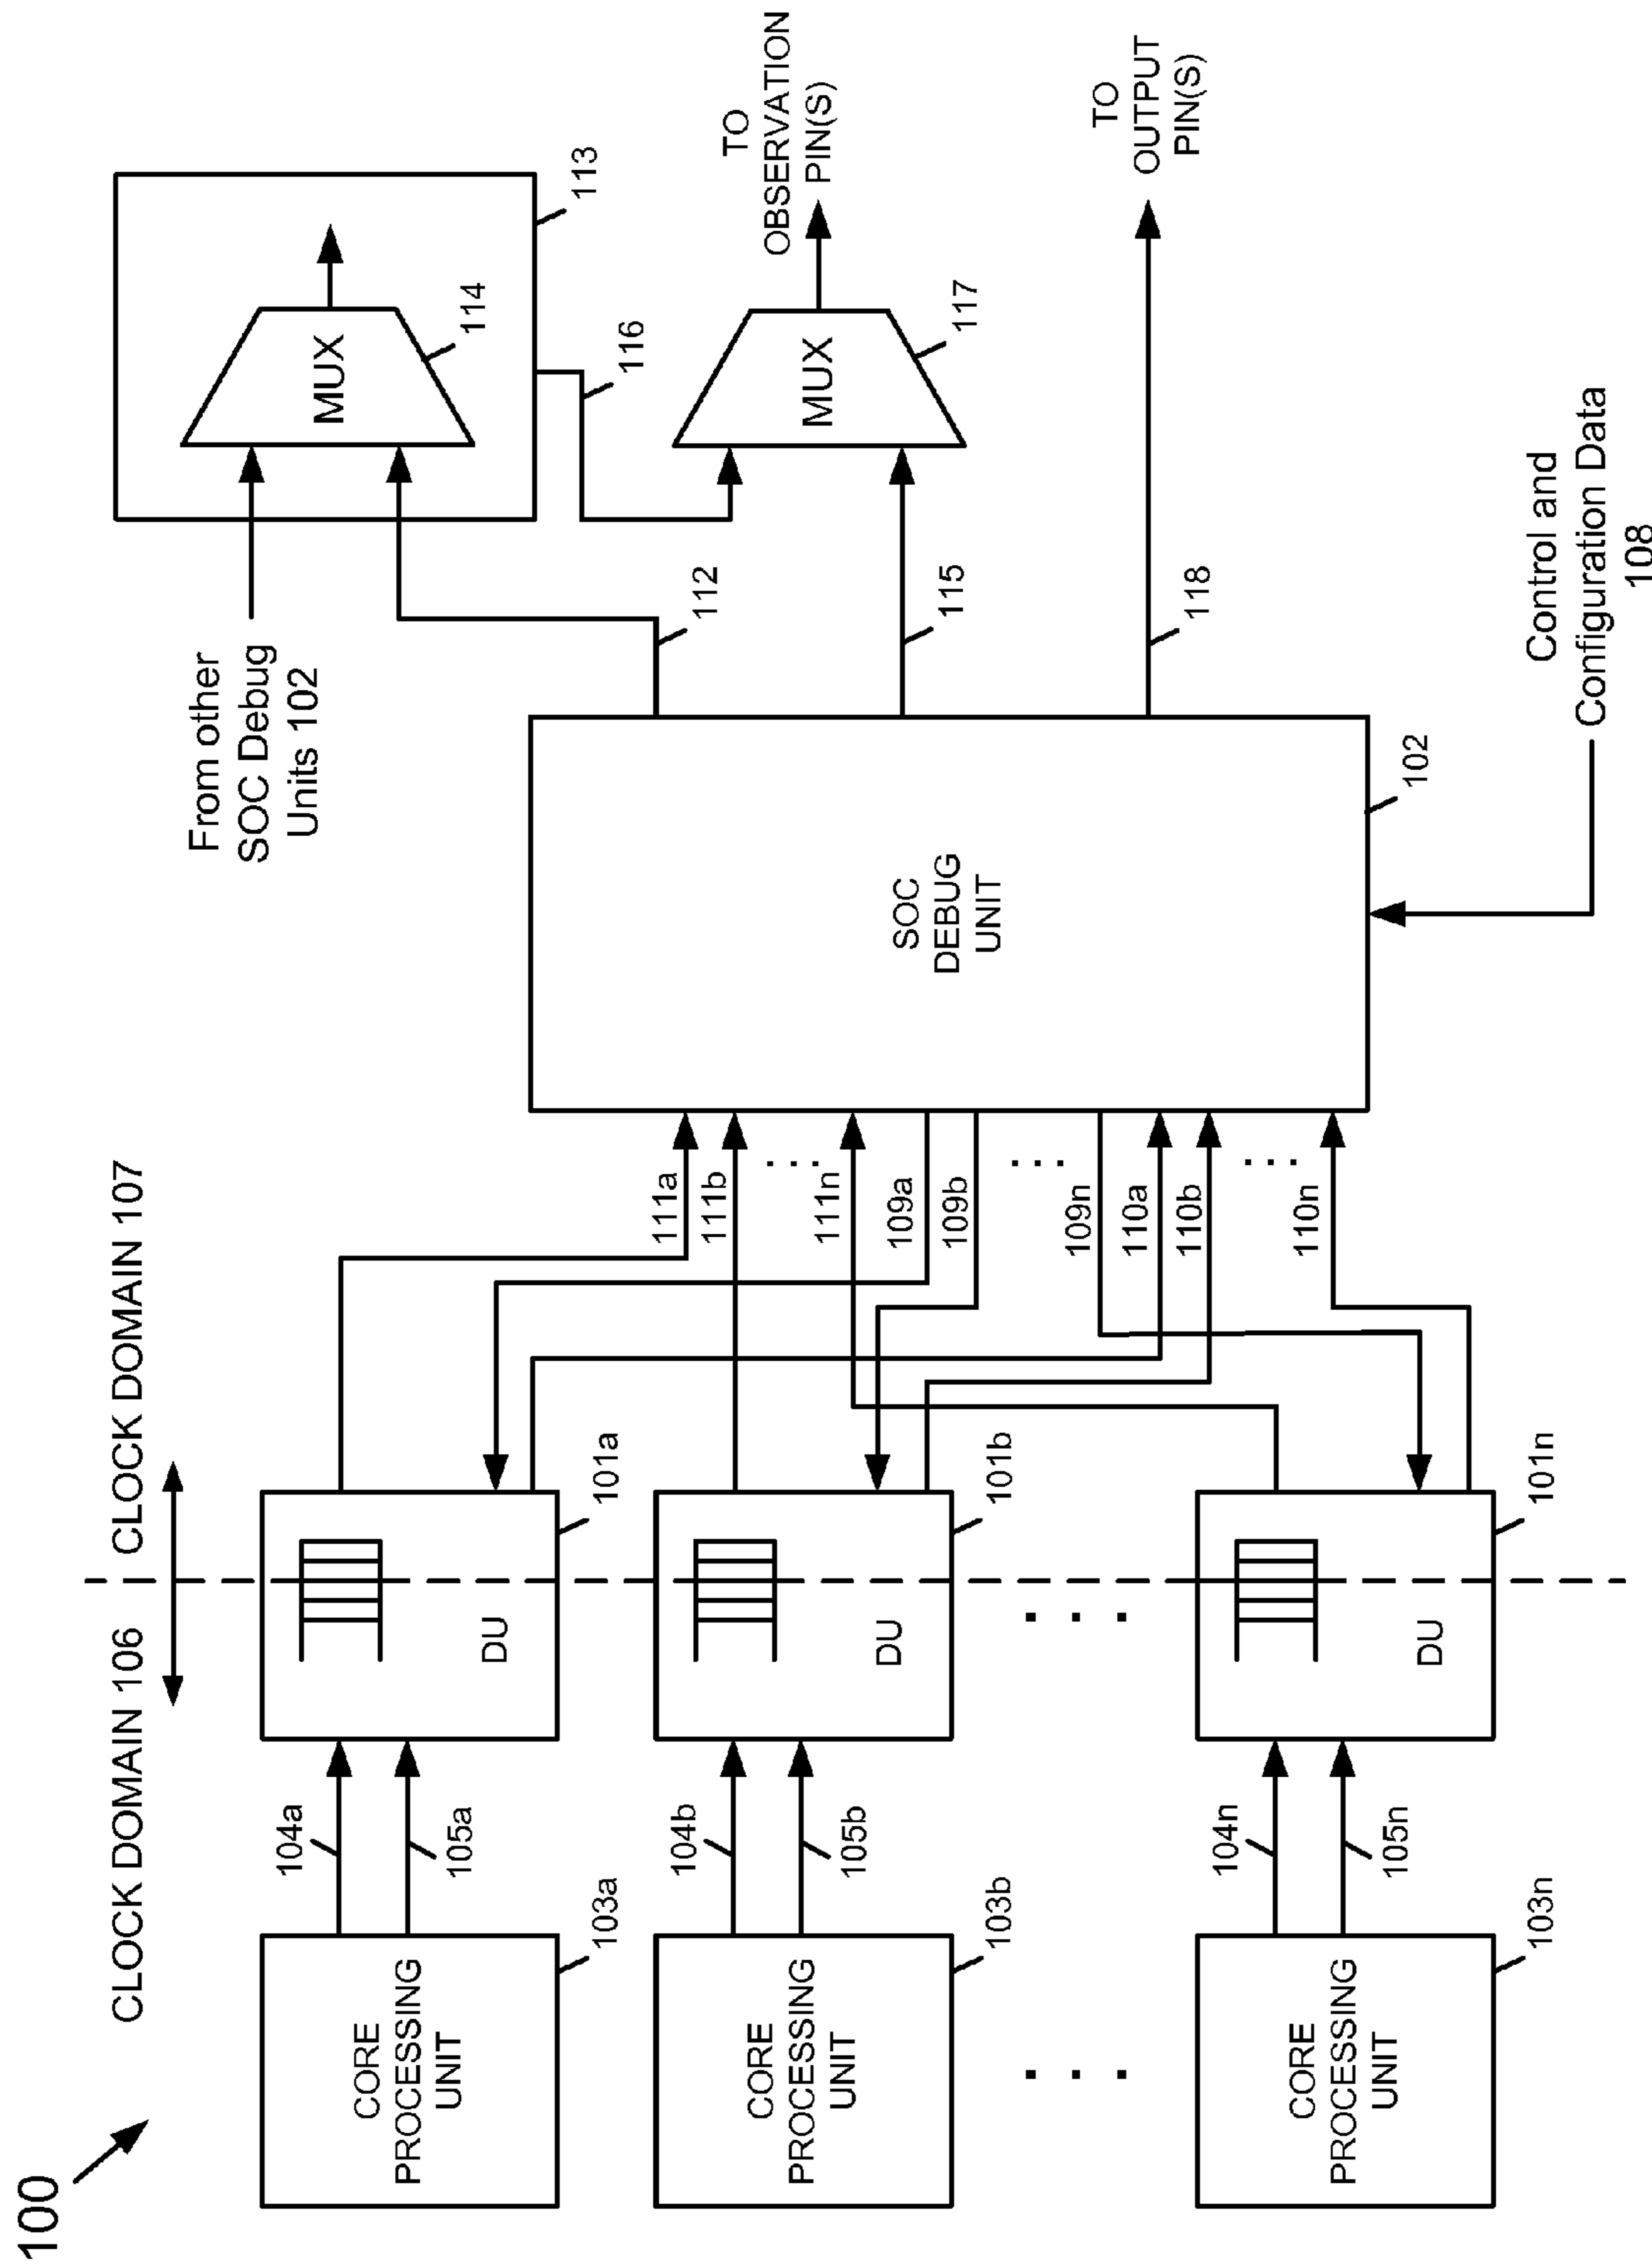 100
CLOCK DOMAIN 106
CLOCK DOMAIN 107
CORE
PROCESSING
UNIT
103a
104a
105a
DU
101a
CORE
PROCESSING
UNIT
103b
104b
105b
DU
101b
. . .
. . .
CORE
PROCESSING
UNIT
103n
104n
105n
DU
101n
111a
111b
. . .
111n
109a
109b
. . .
109n
110a
110b
. . .
110n
SOC
DEBUG
UNIT
102
From other
SOC Debug
Units 102
112
115
118
MUX
114
113
116
MUX
117
TO
OBSERVATION
PIN(S)
TO
OUTPUT
PIN(S)
Control and
Configuration Data
108